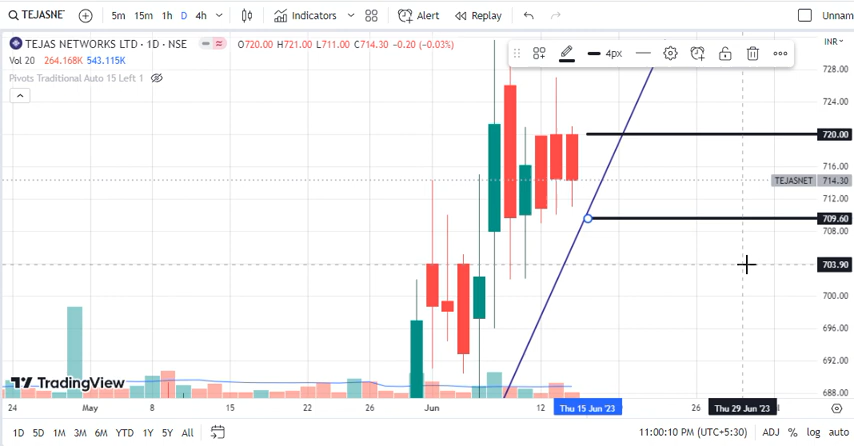 TEJASNE 5m 15m 1h D 4h Indicators Alert Replay Unnam
TEJAS NETWORKS LTD · 1D · NSE O720.00 H721.00 L711.00 C714.30 −0.20 (−0.03%) INR
Vol 20 264.168K 543.115K
Pivots Traditional Auto 15 Left 1
4px
728.00
724.00
720.00
716.00
TEJASNET 714.30
709.60
708.00
703.90
700.00
696.00
692.00
688.00
TradingView
24 May 8 15 22 26 Jun 12 Thu 15 Jun '23 26 Thu 29 Jun '23
1D 5D 1M 3M 6M YTD 1Y 5Y All 11:00:10 PM (UTC+5:30) ADJ % log auto